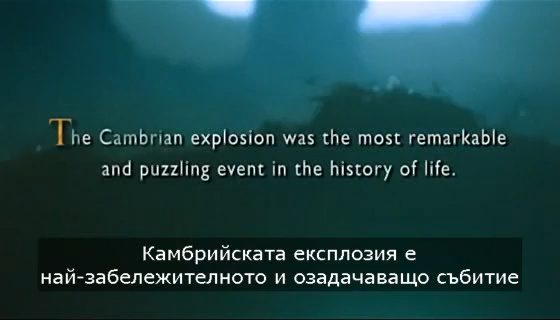 The Cambrian explosion was the most remarkable
and puzzling event in the history of life.
Камбрийската експлозия е
най-забележителното и озадачаващо събитие